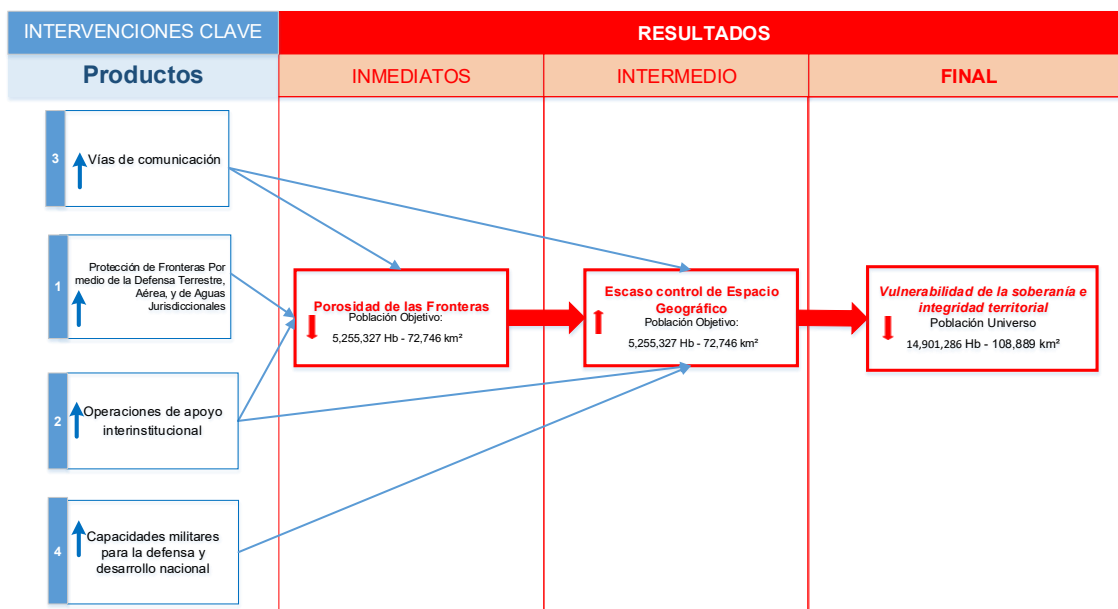 INTERVENCIONES CLAVE
RESULTADOS
Productos
INMEDIATOS
INTERMEDIO
FINAL
3
Vías de comunicación
1
Protección de Fronteras Por
medio de la Defensa Terrestre,
Aérea, y de Aguas
Jurisdiccionales
2
Operaciones de apoyo
interinstitucional
4
Capacidades militares
para la defensa y
desarrollo nacional
Porosidad de las Fronteras
Población Objetivo:
5,255,327 Hb - 72,746 km²
Escaso control de Espacio
Geográfico
Población Objetivo:
5,255,327 Hb - 72,746 km²
Vulnerabilidad de la soberanía e
integridad territorial
Población Universo
14,901,286 Hb - 108,889 km²